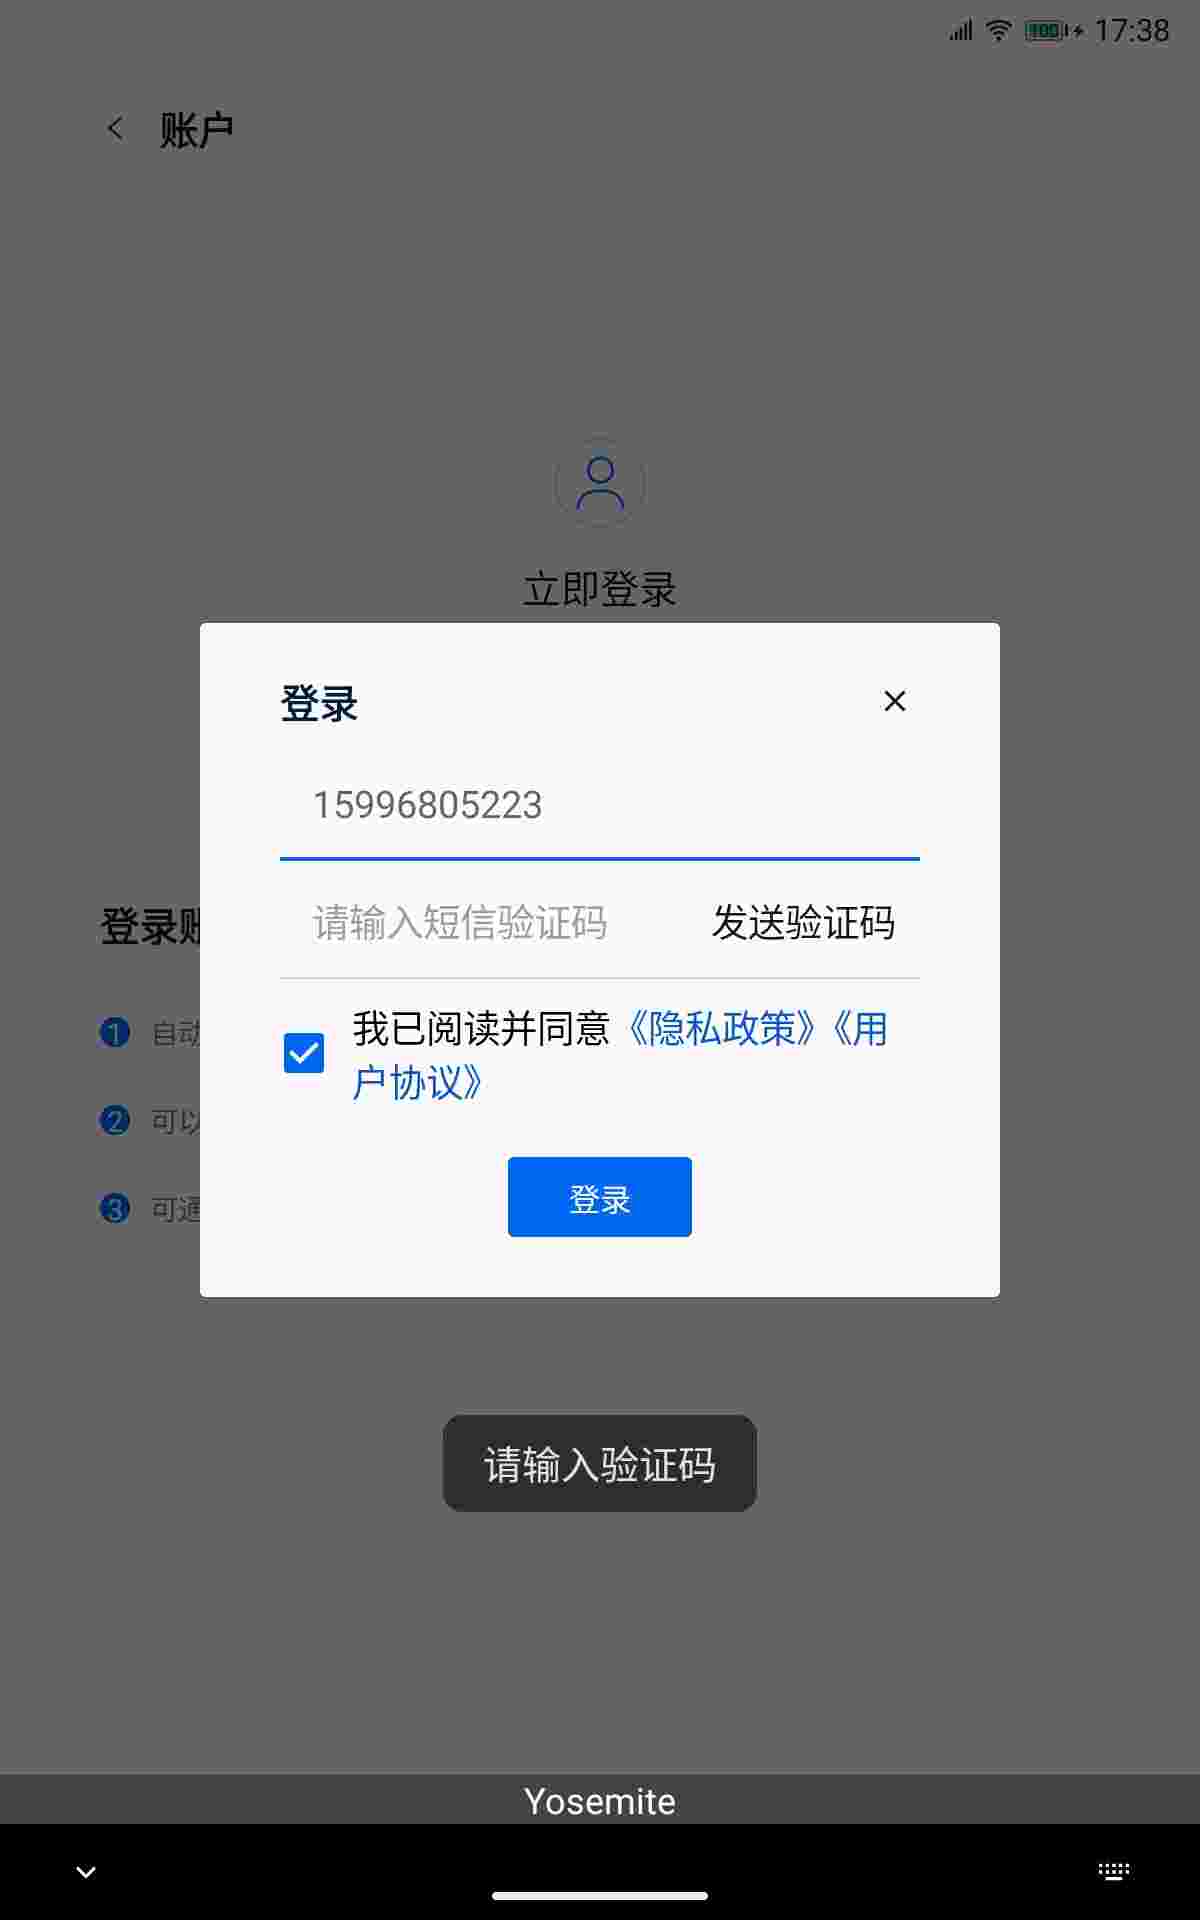 100 17:38
账户
立即登录
登录
15996805223
请输入短信验证码 发送验证码
我已阅读并同意《隐私政策》《用
户协议》
登录
登录账
1 自动
2 可以
3 可通
请输入验证码
Yosemite